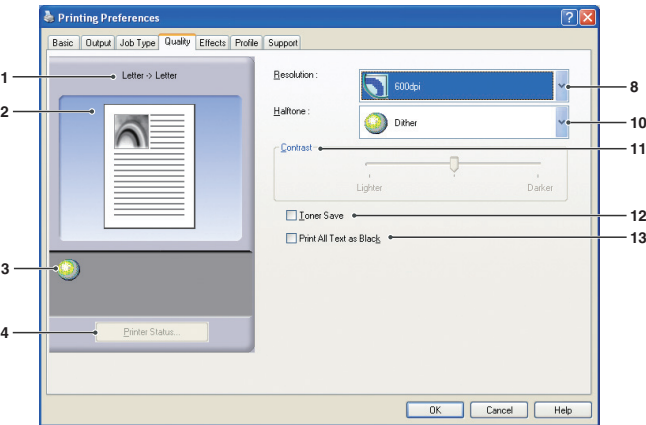 Printing Preferences
Basic Output Job Type Quality Effects Profile Support
1 Letter -> Letter
Resolution :
600dpi 8
2
Halftone :
Dither 10
Contrast 11
Lighter Darker
Toner Save 12
Print All Text as Black 13
3
4 Printer Status...
OK Cancel Help